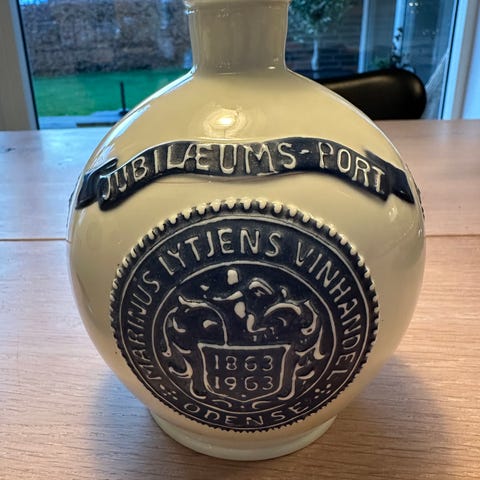 JUBILÆUMS-PORT
MARINUS LYTJENS VINHANDEL
1863
1963
ODENSE